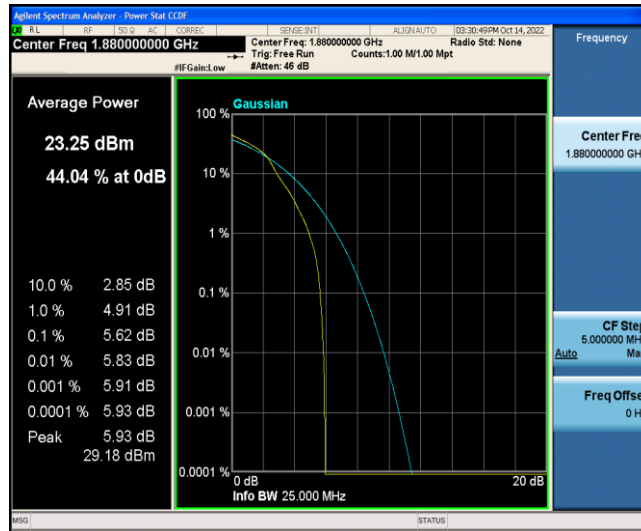 Agilent Spectrum Analyzer - Power Stat CCDF
RL RF 50 Ω AC CORREC SENSE:INT ALIGNAUTO 03:30:49PM Oct 14, 2022
Center Freq 1.880000000 GHz
Center Freq: 1.880000000 GHz Radio Std: None
Trig: Free Run Counts:1.00 M/1.00 Mpt
#IFGain:Low #Atten: 46 dB
Frequency
Average Power
23.25 dBm
44.04 % at 0dB
10.0 % 2.85 dB
1.0 % 4.91 dB
0.1 % 5.62 dB
0.01 % 5.83 dB
0.001 % 5.91 dB
0.0001 % 5.93 dB
Peak 5.93 dB
29.18 dBm
Gaussian
100 %
10 %
1 %
0.1 %
0.01 %
0.001 %
0.0001 %
0 dB 20 dB
Info BW 25.000 MHz
Center Fre
1.880000000 GH
CF Step
5.000000 MH
Auto Ma
Freq Offse
0 H
MSG STATUS